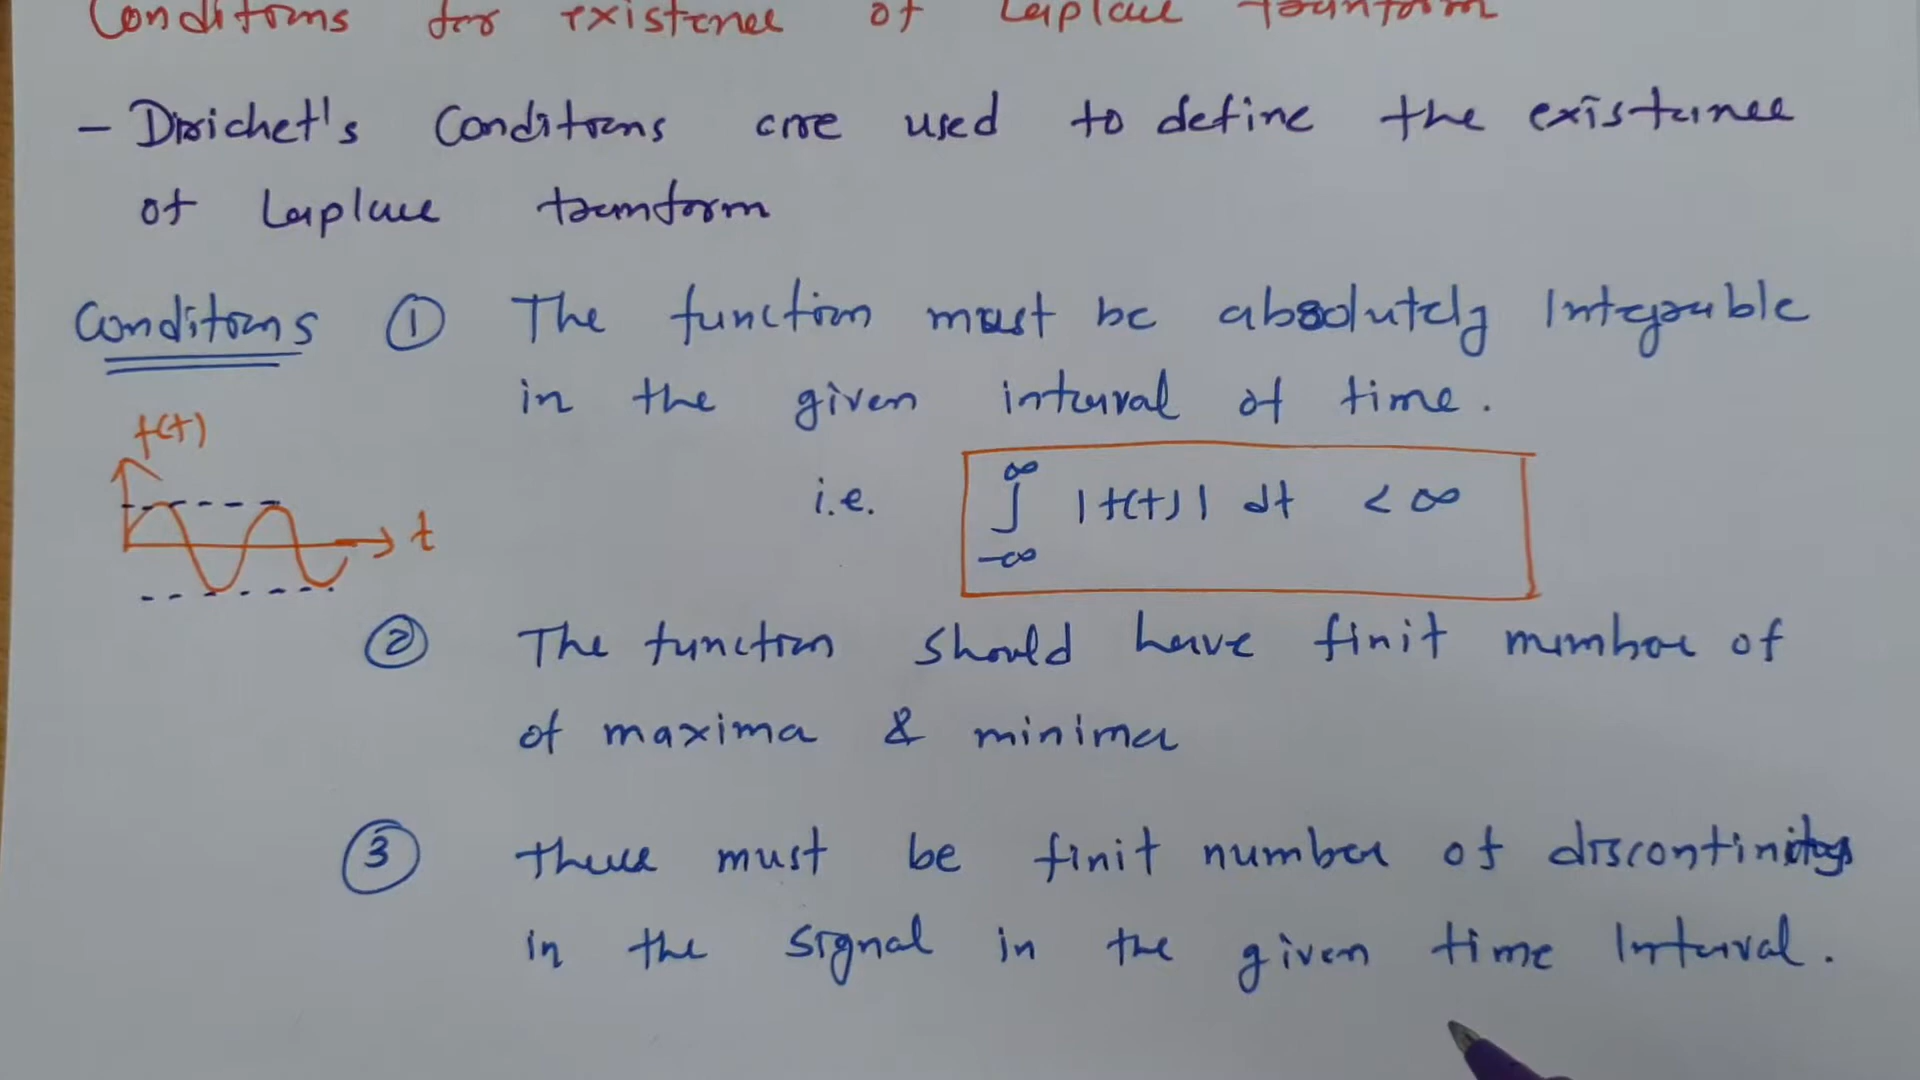 Conditions for existence of Laplace transform
- Dirichet's Conditions are used to define the existance
of Laplace transform
Conditions ① The function must be absolutely Integrable
in the given interval of time.
f(t)
t
i.e. ∫_{-∞}^{∞} |f(t)| dt < ∞
② The function should have finit number of
of maxima & minima
③ there must be finit number of discontinitys
in the signal in the given time Interval.